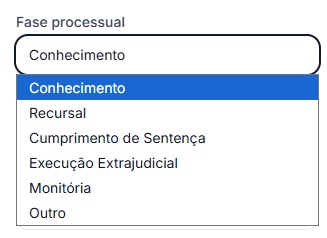 Fase processual
Conhecimento
Conhecimento
Recursal
Cumprimento de Sentença
Execução Extrajudicial
Monitória
Outro